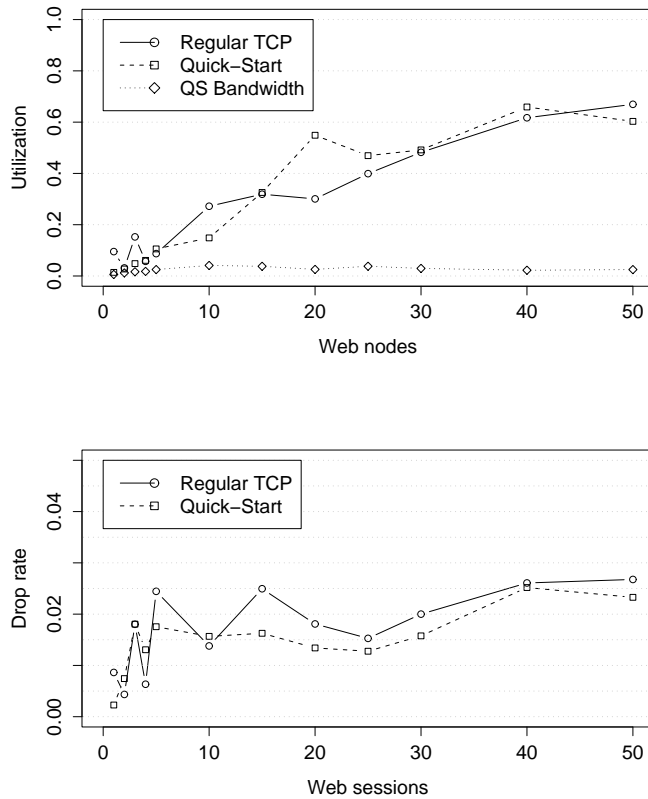 Regular TCP
Quick−Start
QS Bandwidth
Utilization
1.0
0.8
0.6
0.4
0.2
0.0
0 10 20 30 40 50
Web nodes
Regular TCP
Quick−Start
Drop rate
0.04
0.02
0.00
0 10 20 30 40 50
Web sessions